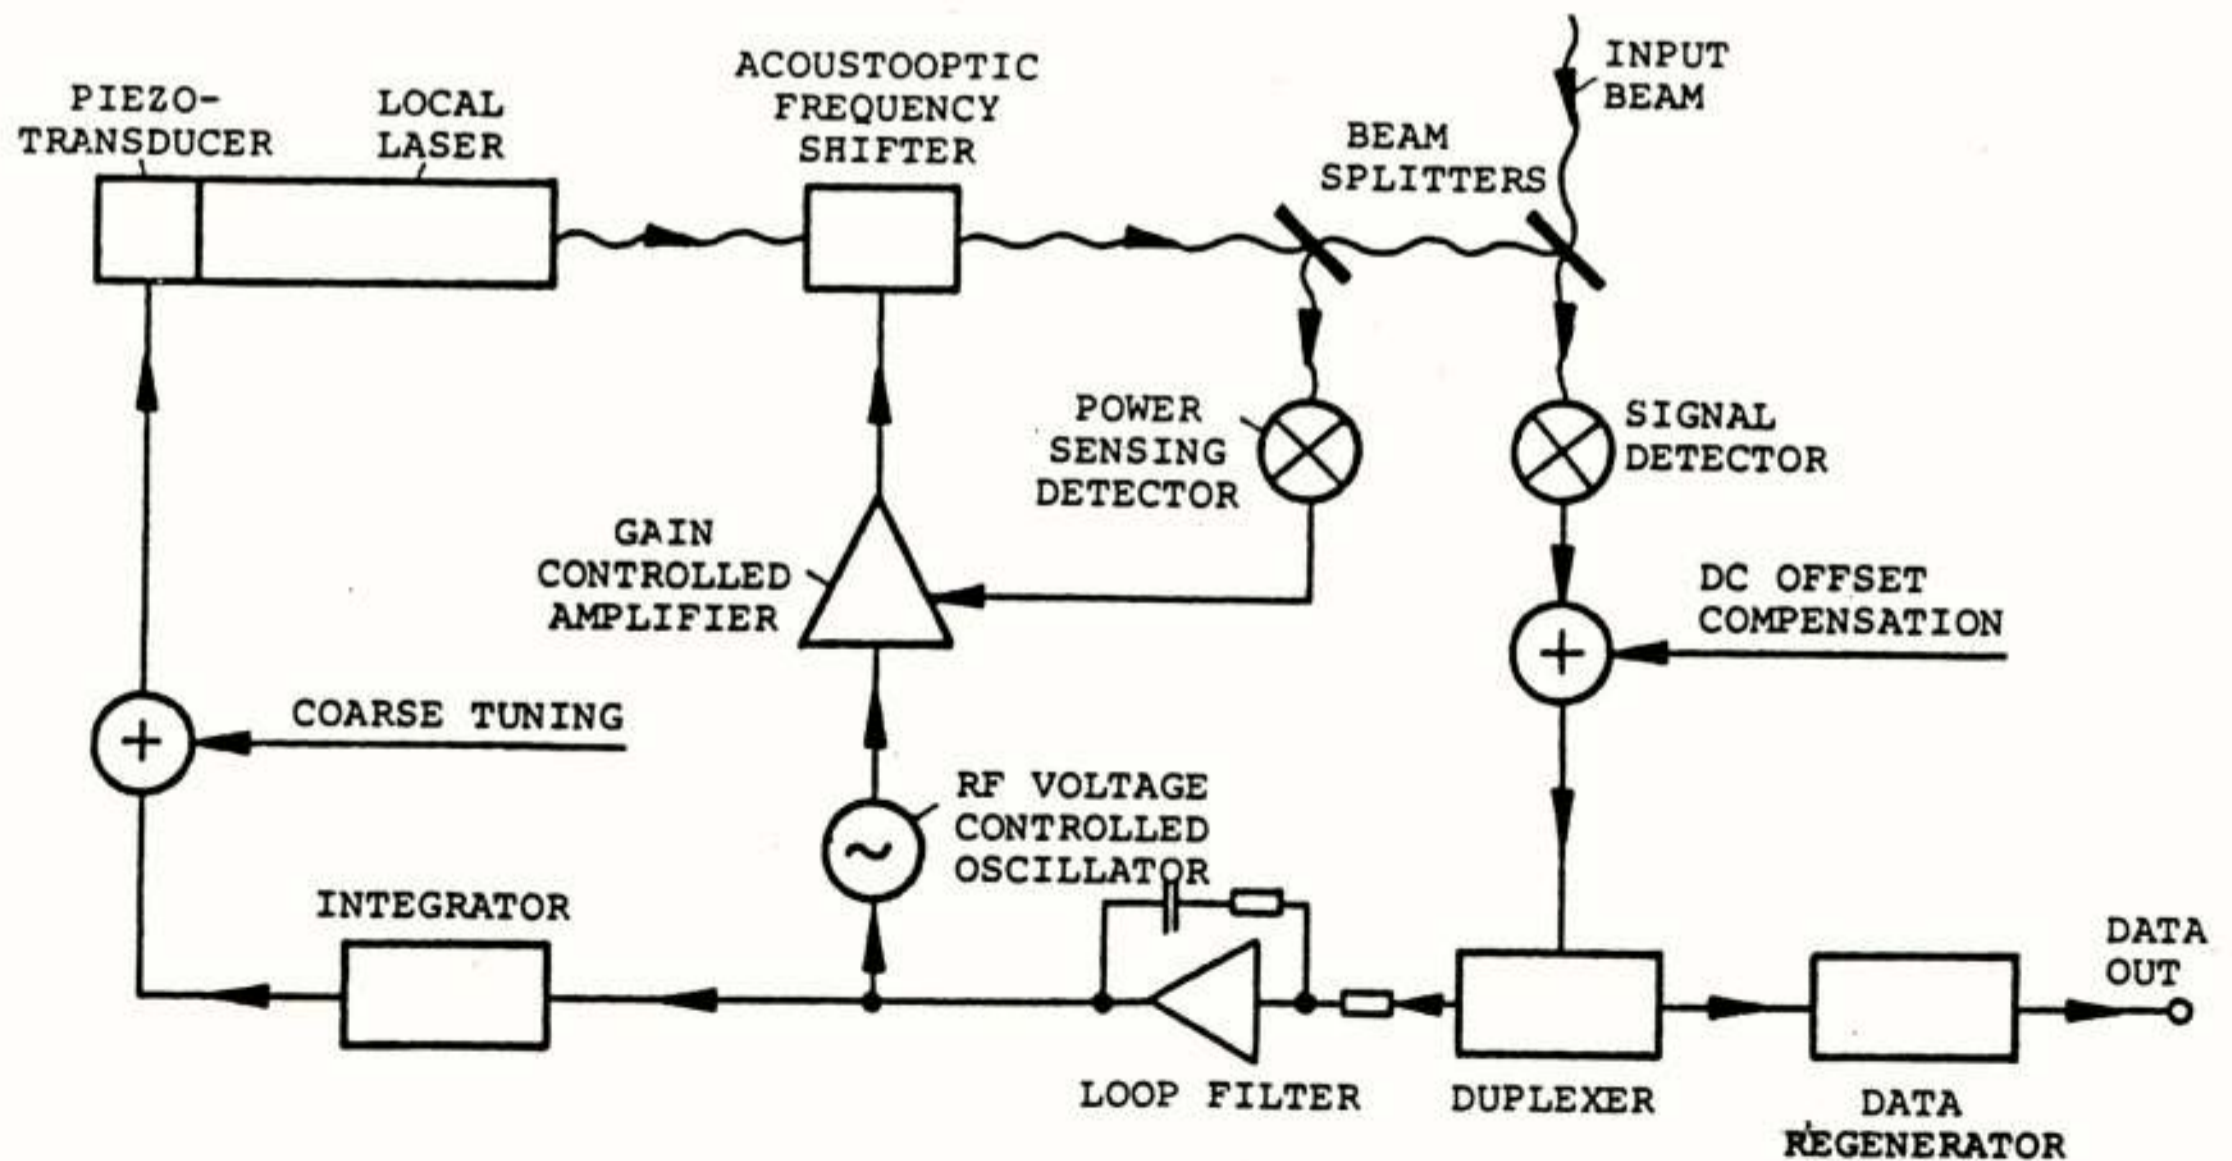 ACOUSTOOPTIC
FREQUENCY
SHIFTER
INPUT
BEAM
PIEZO-
TRANSDUCER
LOCAL
LASER
BEAM
SPLITTERS
POWER
SENSING
DETECTOR
SIGNAL
DETECTOR
GAIN
CONTROLLED
AMPLIFIER
DC OFFSET
COMPENSATION
+
COARSE TUNING
+
RF VOLTAGE
CONTROLLED
OSCILLATOR
~
INTEGRATOR
DATA
OUT
LOOP FILTER
DUPLEXER
DATA
REGENERATOR